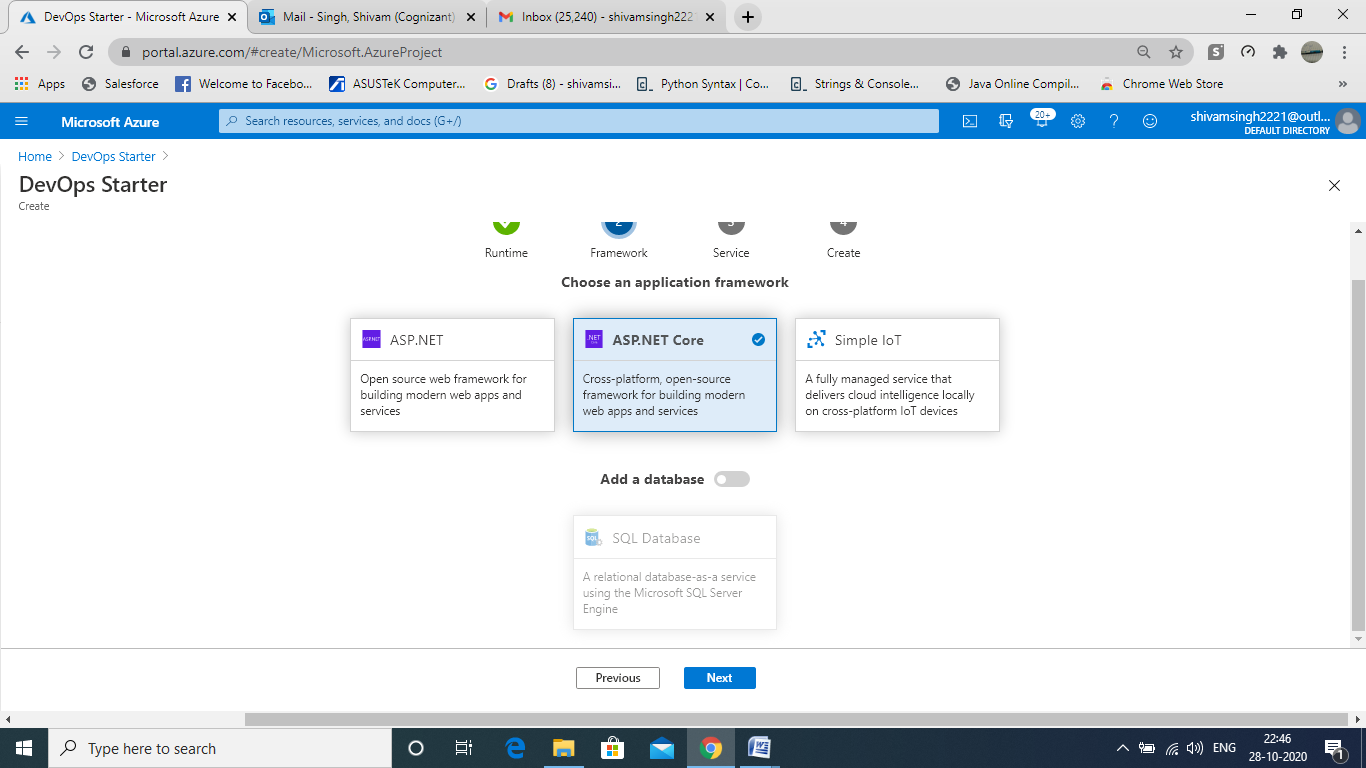 DevOps Starter - Microsoft Azure
Mail - Singh, Shivam (Cognizant)
Inbox (25,240) - shivamsingh222
portal.azure.com/#create/Microsoft.AzureProject
Apps
Salesforce
Welcome to Facebo...
ASUSTeK Computer...
Drafts (8) - shivamsi...
Python Syntax | Co...
Strings & Console...
Java Online Compil...
Chrome Web Store
Microsoft Azure
Search resources, services, and docs (G+/)
20+
shivamsingh2221@outl...
DEFAULT DIRECTORY
Home > DevOps Starter >
DevOps Starter
Create
Runtime
Framework
Service
Create
Choose an application framework
ASP.NET
Open source web framework for
building modern web apps and
services
ASP.NET Core
Cross-platform, open-source
framework for building modern
web apps and services
Simple IoT
A fully managed service that
delivers cloud intelligence locally
on cross-platform IoT devices
Add a database
SQL Database
A relational database-as-a service
using the Microsoft SQL Server
Engine
Previous
Next
Type here to search
ENG
22:46
28-10-2020
1